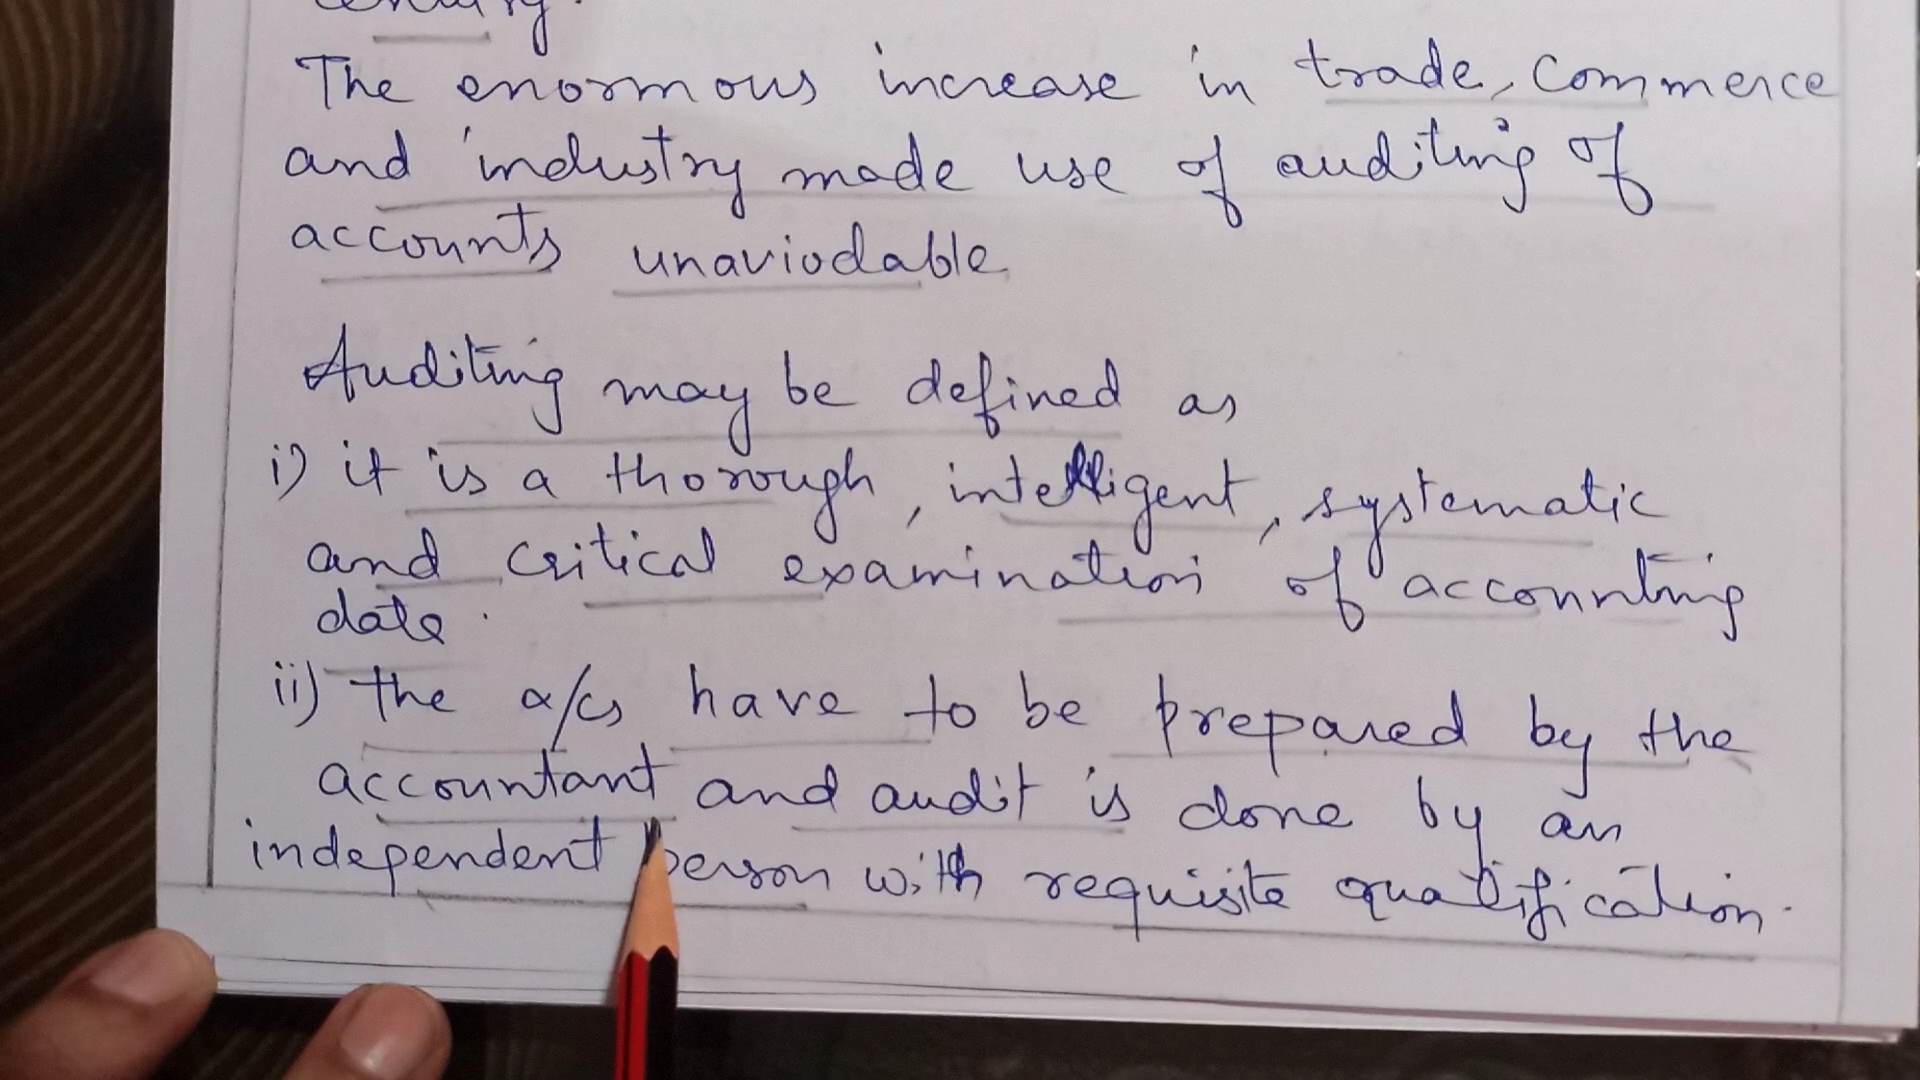 century.
The enormous increase in trade, commerce
and industry made use of auditing of
accounts unaviodable
Auditing may be defined as
i) it is a thorough, intelligent, systematic
and critical examination of accounting
data.
ii) the a/cs have to be prepared by the
accountant and audit is done by an
independent person with requisite qualification.